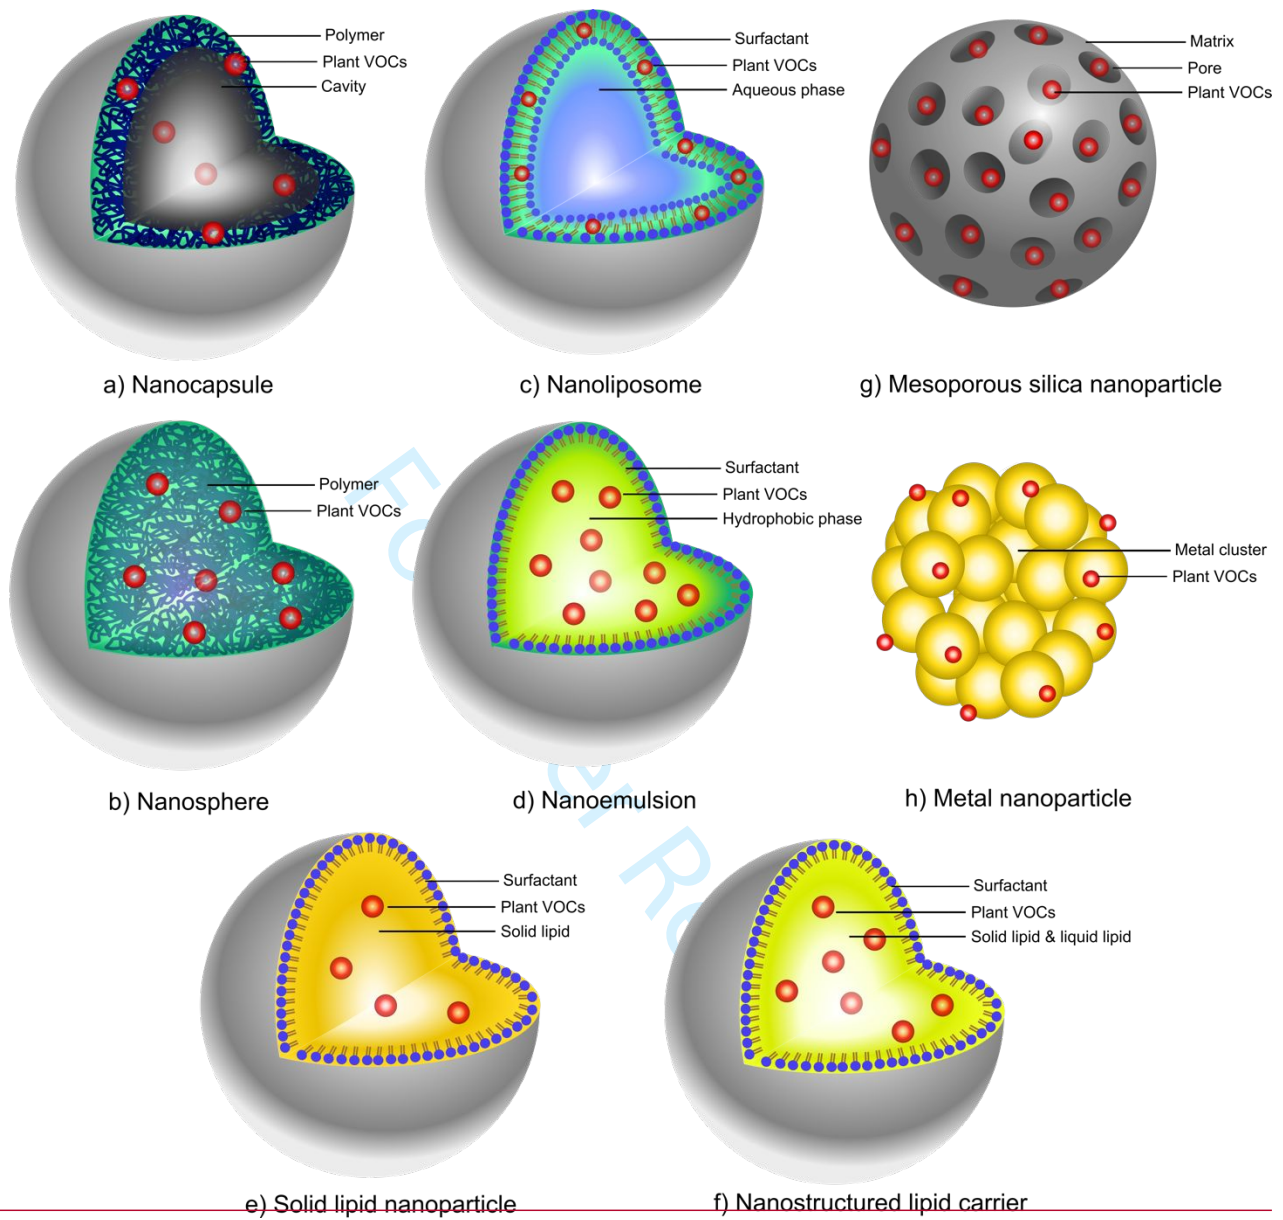 Polymer
Plant VOCs
Cavity
a) Nanocapsule
Surfactant
Plant VOCs
Aqueous phase
c) Nanoliposome
Matrix
Pore
Plant VOCs
g) Mesoporous silica nanoparticle
Polymer
Plant VOCs
b) Nanosphere
Surfactant
Plant VOCs
Hydrophobic phase
d) Nanoemulsion
Metal cluster
Plant VOCs
h) Metal nanoparticle
Surfactant
Plant VOCs
Solid lipid
e) Solid lipid nanoparticle
Surfactant
Plant VOCs
Solid lipid & liquid lipid
f) Nanostructured lipid carrier